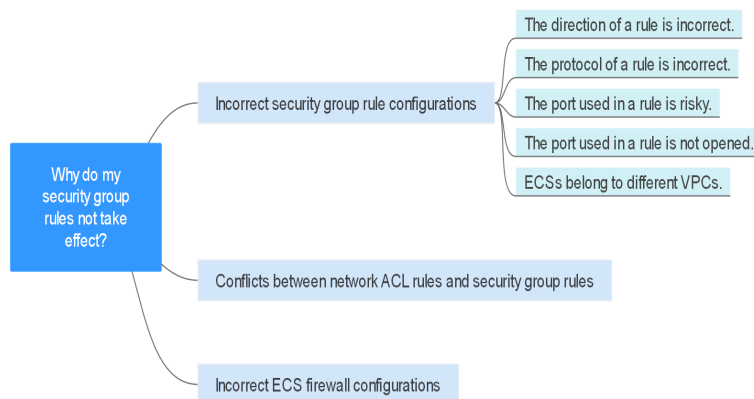 Why do my
security group
rules not take
effect?
Incorrect security group rule configurations
The direction of a rule is incorrect.
The protocol of a rule is incorrect.
The port used in a rule is risky.
The port used in a rule is not opened.
ECSs belong to different VPCs.
Conflicts between network ACL rules and security group rules
Incorrect ECS firewall configurations